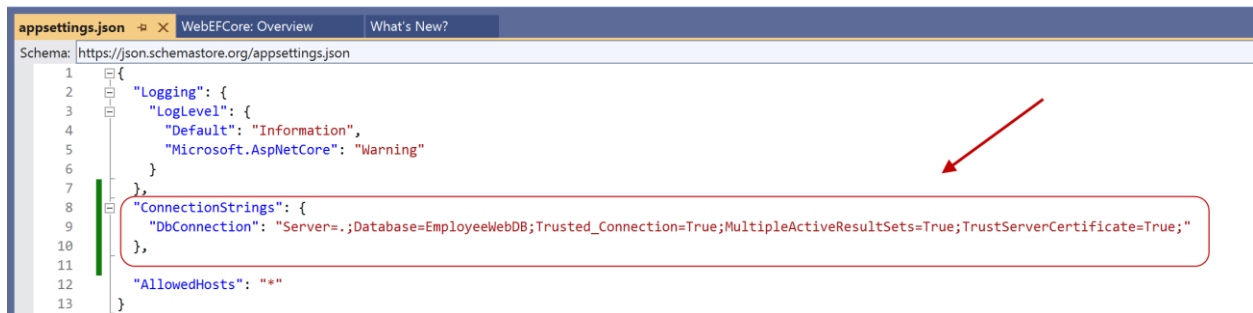 appsettings.json WebEFCore: Overview What's New?
Schema: https://json.schemastore.org/appsettings.json
1 {
2 "Logging": {
3 "LogLevel": {
4 "Default": "Information",
5 "Microsoft.AspNetCore": "Warning"
6 }
7 },
8 "ConnectionStrings": {
9 "DbConnection": "Server=.;Database=EmployeeWebDB;Trusted_Connection=True;MultipleActiveResultSets=True;TrustServerCertificate=True;"
10 },
11
12 "AllowedHosts": "*"
13 }